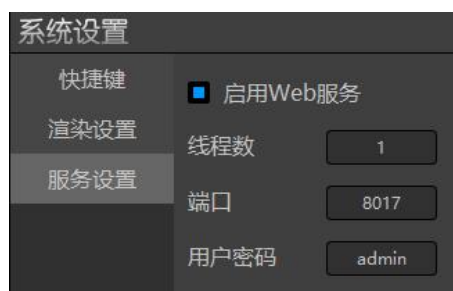 系统设置
快捷键
渲染设置
服务设置
启用Web服务
线程数 1
端口 8017
用户密码 admin